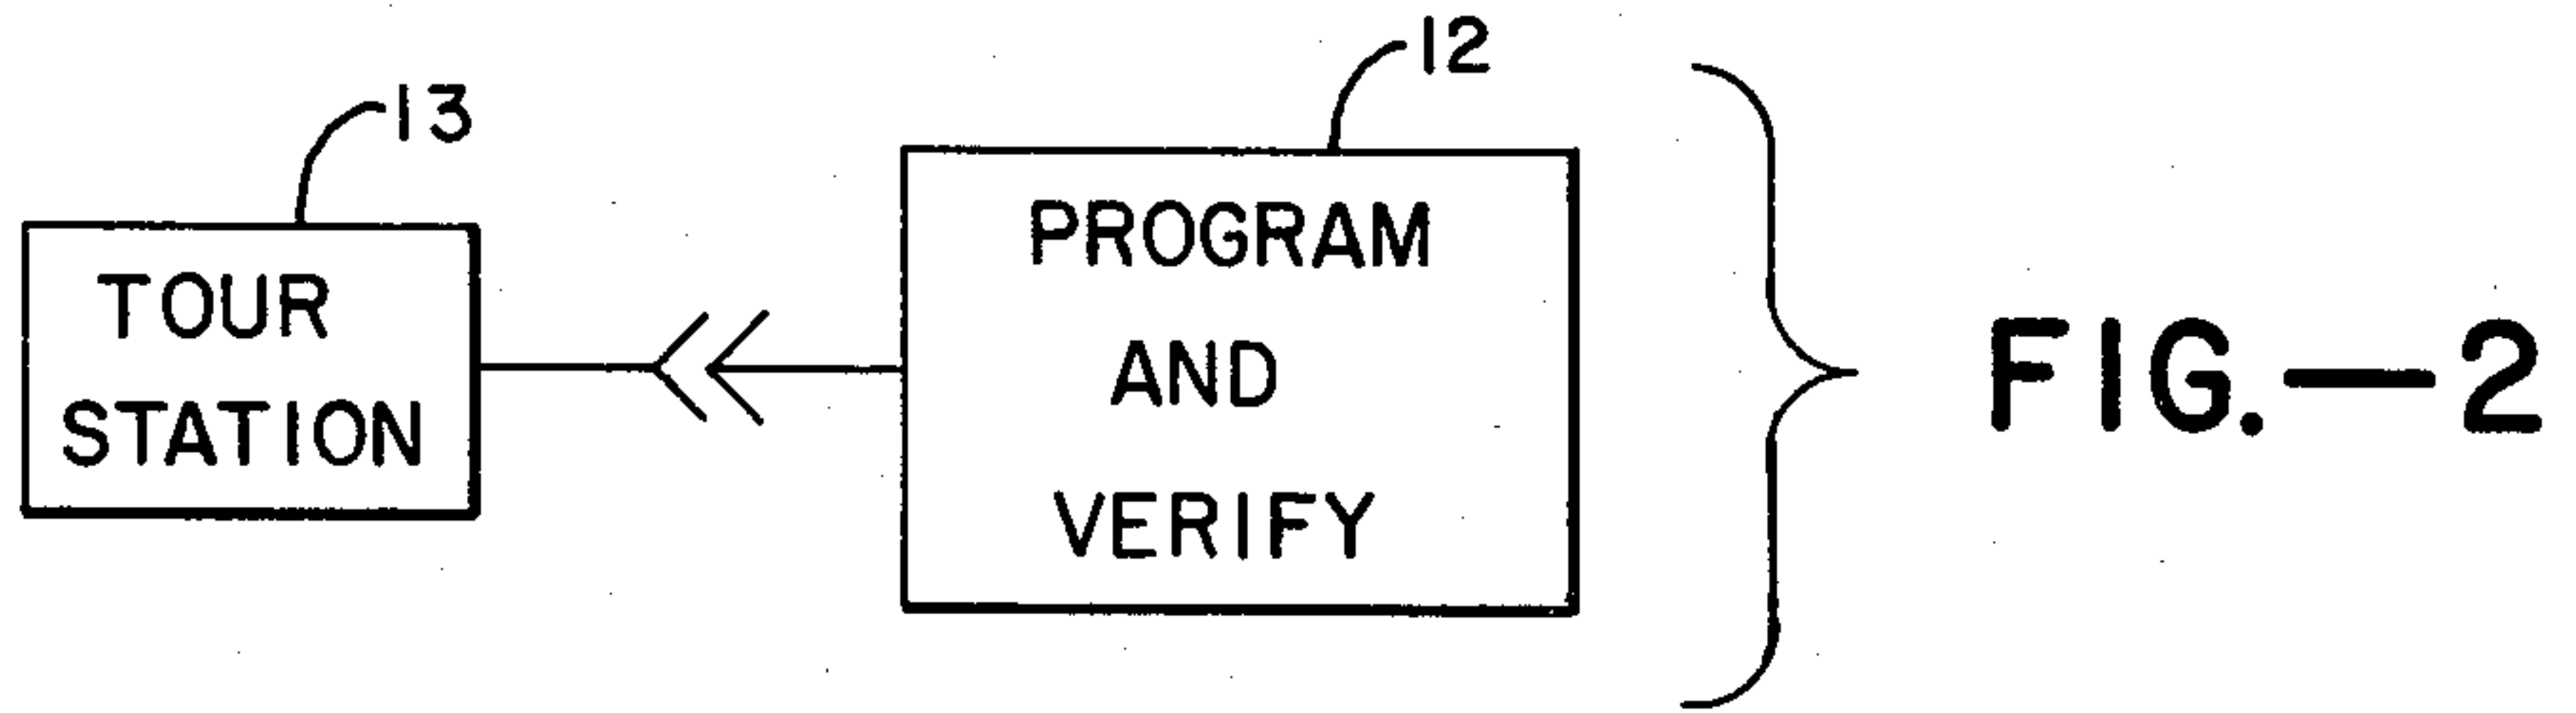 13
TOUR
STATION
12
PROGRAM
AND
VERIFY
FIG.—2